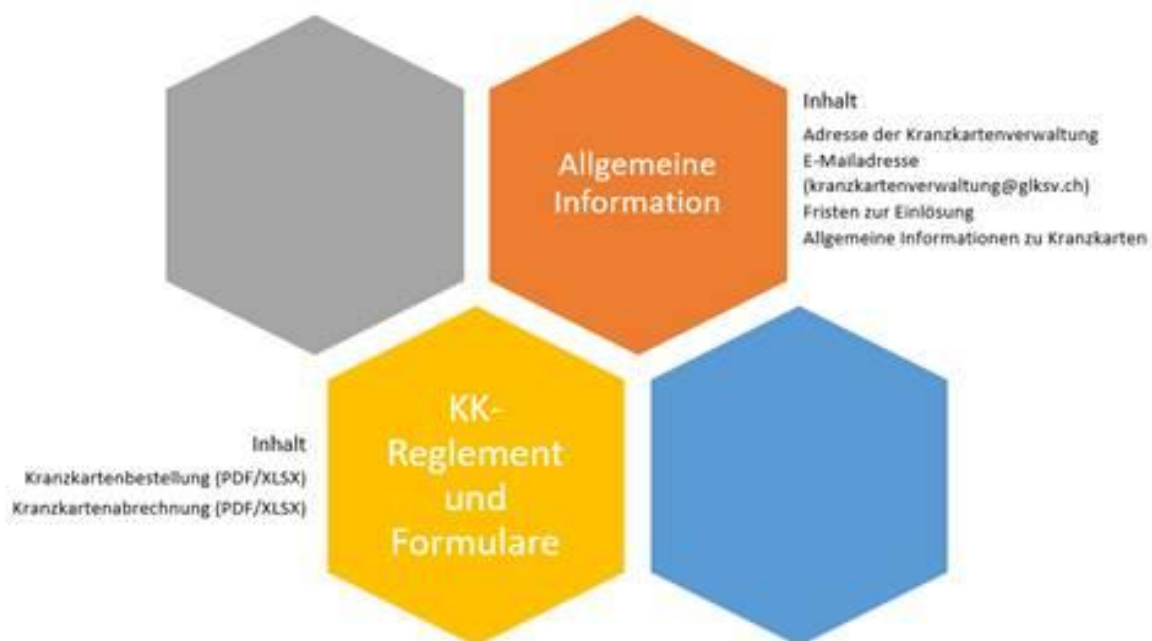 Allgemeine
Information
Inhalt
Adresse der Kranzkartenverwaltung
E-Mailadresse
(kranzkartenverwaltung@glksv.ch)
Fristen zur Einlösung
Allgemeine Informationen zu Kranzkarten
KK-
Reglement
und
Formulare
Inhalt
Kranzkartenbestellung (PDF/XLSX)
Kranzkartenabrechnung (PDF/XLSX)